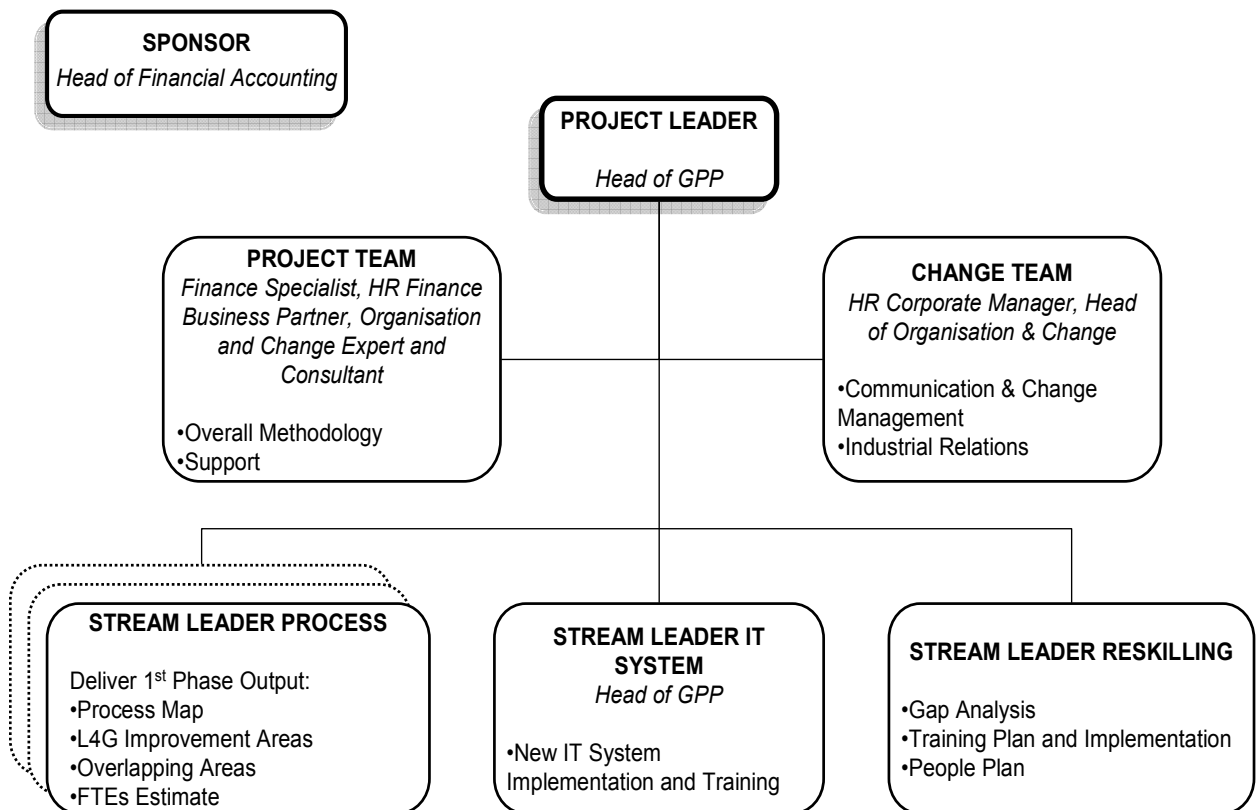 SPONSOR
Head of Financial Accounting
PROJECT LEADER
Head of GPP
PROJECT TEAM
Finance Specialist, HR Finance
Business Partner, Organisation
and Change Expert and
Consultant
•Overall Methodology
•Support
CHANGE TEAM
HR Corporate Manager, Head
of Organisation & Change
•Communication & Change
Management
•Industrial Relations
STREAM LEADER PROCESS
Deliver 1st Phase Output:
•Process Map
•L4G Improvement Areas
•Overlapping Areas
•FTEs Estimate
STREAM LEADER IT
SYSTEM
Head of GPP
•New IT System
Implementation and Training
STREAM LEADER RESKILLING
•Gap Analysis
•Training Plan and Implementation
•People Plan